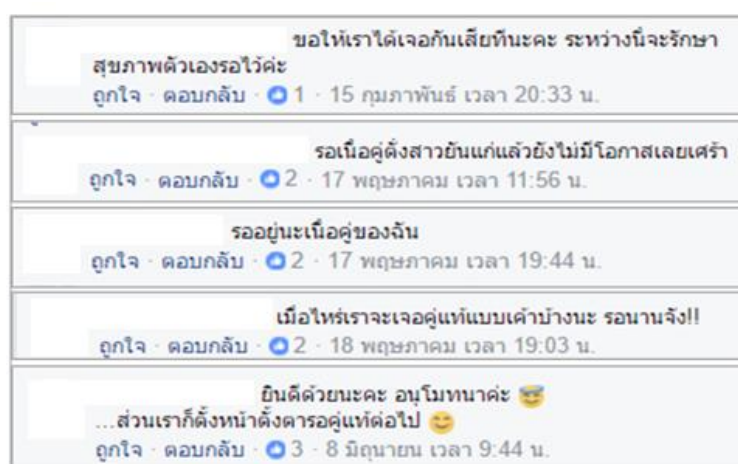 ขอให้เราได้เจอกันเสียทีนะคะ ระหว่างนี้จะรักษา
สุขภาพตัวเองรอไว้ค่ะ
ถูกใจ · ตอบกลับ · 1 · 15 กุมภาพันธ์ เวลา 20:33 น.
รอเนื้อคู่ตั้งสาวยันแก่แล้วยังไม่มีโอกาสเลยเศร้า
ถูกใจ · ตอบกลับ · 2 · 17 พฤษภาคม เวลา 11:56 น.
รออยู่นะเนื้อคู่ของฉัน
ถูกใจ · ตอบกลับ · 2 · 17 พฤษภาคม เวลา 19:44 น.
เมื่อไหร่เราจะเจอคู่แท้แบบเค้าบ้างนะ รอนานจัง!!
ถูกใจ · ตอบกลับ · 2 · 18 พฤษภาคม เวลา 19:03 น.
ยินดีด้วยนะคะ อนุโมทนาค่ะ 😇
...ส่วนเราก็ตั้งหน้าตั้งตารอคู่แท้ต่อไป 😊
ถูกใจ · ตอบกลับ · 3 · 8 มิถุนายน เวลา 9:44 น.